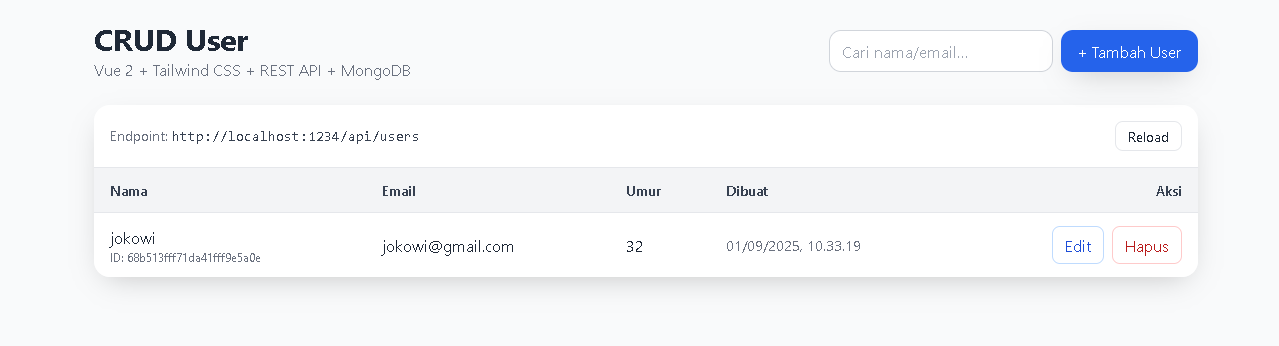 CRUD User
Vue 2 + Tailwind CSS + REST API + MongoDB
Cari nama/email...
+ Tambah User
Endpoint: http://localhost:1234/api/users
Reload
Nama Email Umur Dibuat Aksi
jokowi jokowi@gmail.com 32 01/09/2025, 10.33.19 Edit Hapus
ID: 68b513fff71da41fff9e5a0e